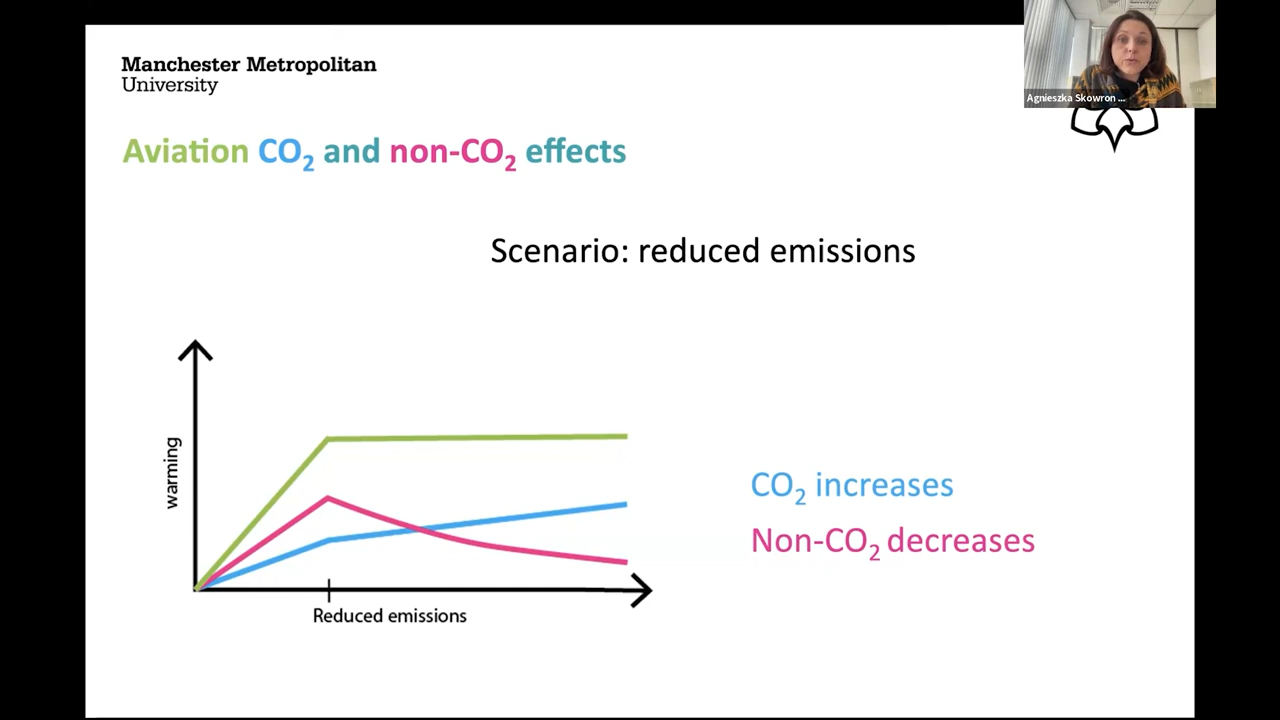 Manchester Metropolitan
University
Agnieszka Skowron ...
Aviation CO₂ and non-CO₂ effects
Scenario: reduced emissions
warming
CO₂ increases
Non-CO₂ decreases
Reduced emissions